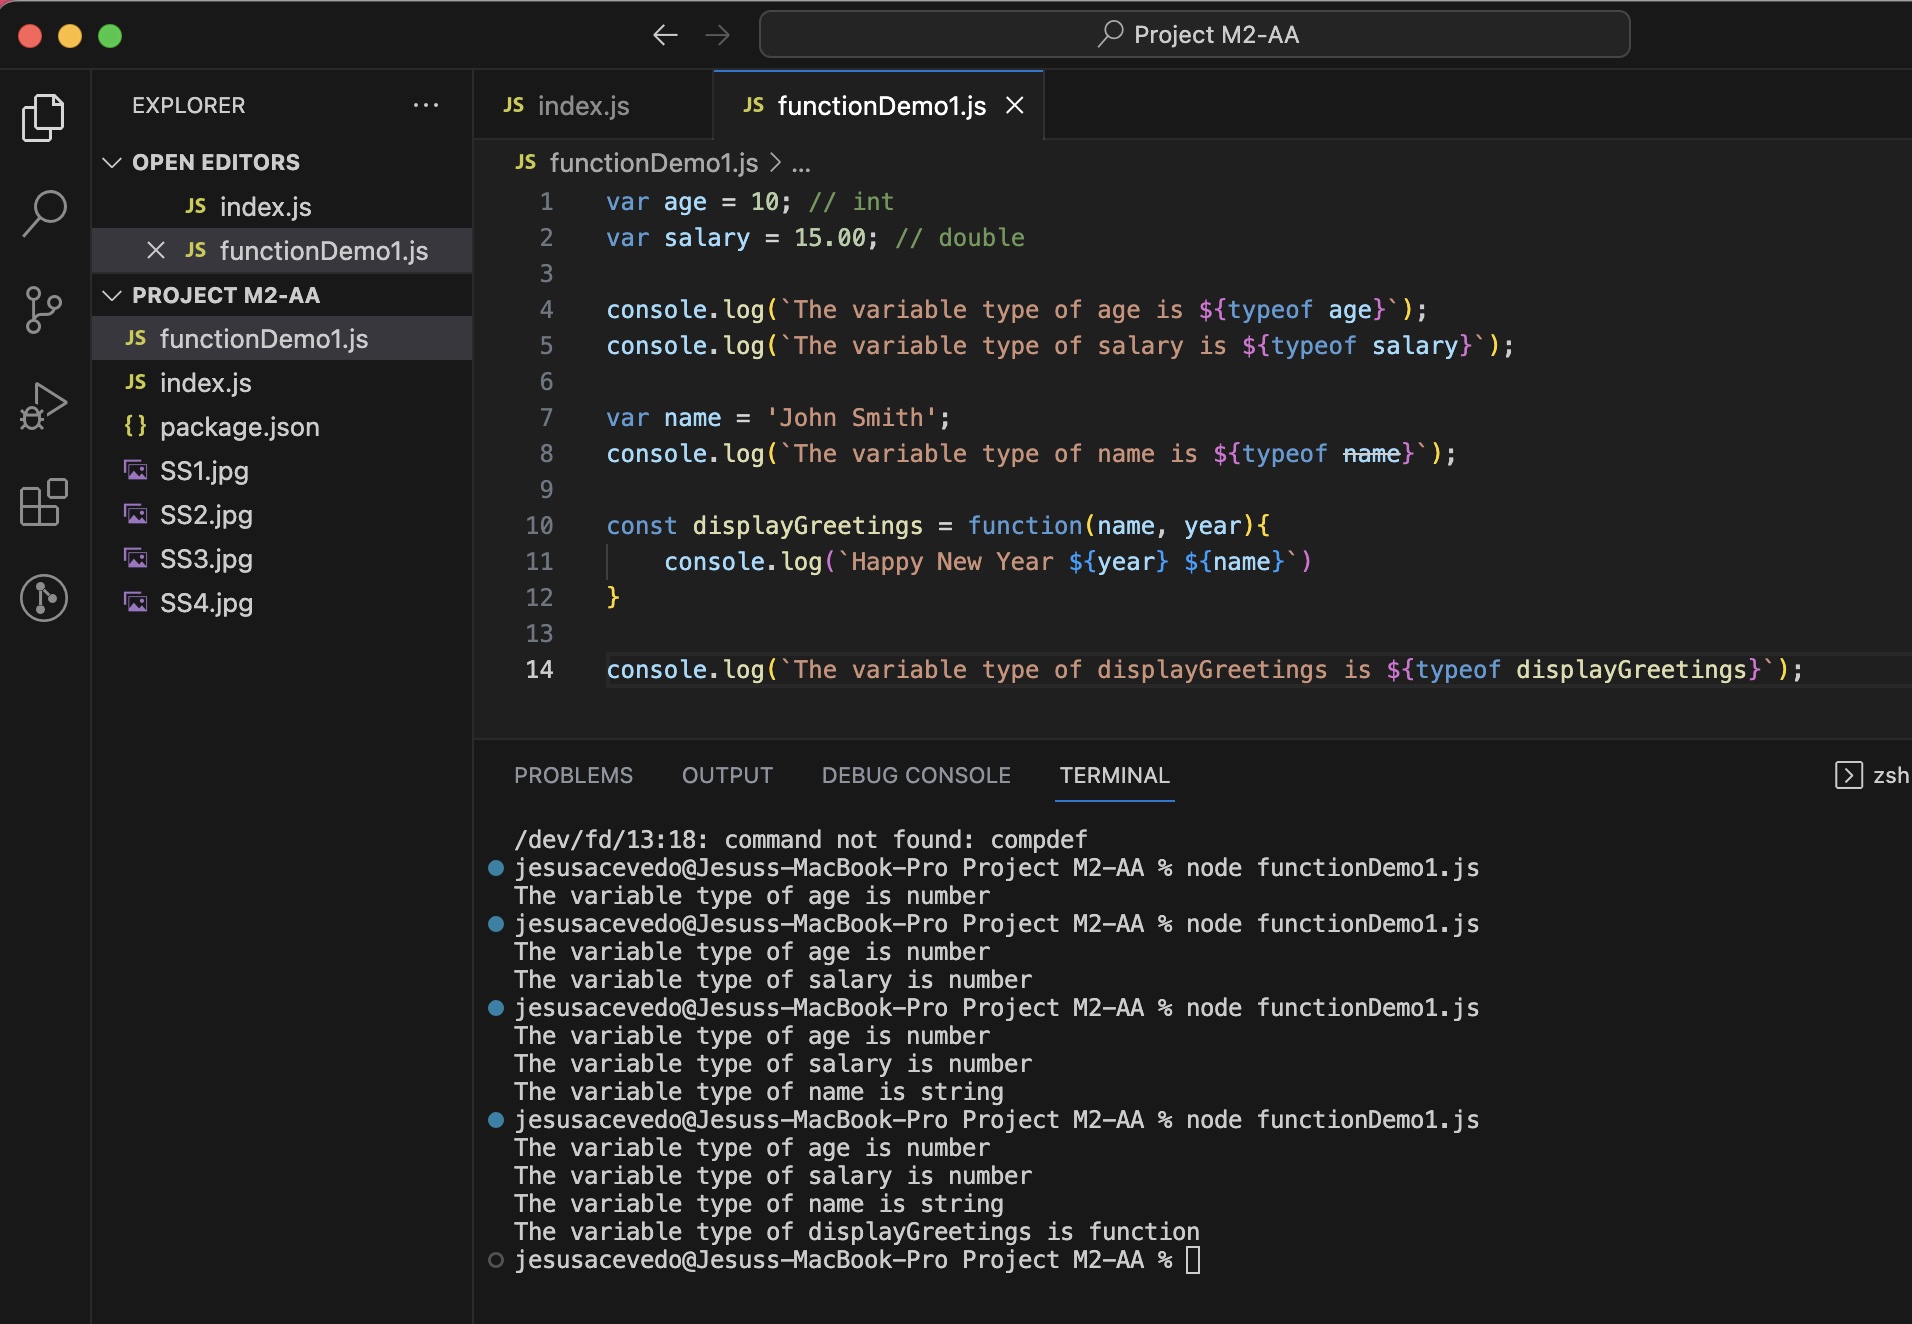 Project M2-AA
EXPLORER
OPEN EDITORS
JS index.js
JS functionDemo1.js
PROJECT M2-AA
JS functionDemo1.js
JS index.js
{} package.json
SS1.jpg
SS2.jpg
SS3.jpg
SS4.jpg
JS index.js
JS functionDemo1.js
JS functionDemo1.js > ...
1 var age = 10; // int
2 var salary = 15.00; // double
3
4 console.log(`The variable type of age is ${typeof age}`);
5 console.log(`The variable type of salary is ${typeof salary}`);
6
7 var name = 'John Smith';
8 console.log(`The variable type of name is ${typeof name}`);
9
10 const displayGreetings = function(name, year){
11 console.log(`Happy New Year ${year} ${name}`)
12 }
13
14 console.log(`The variable type of displayGreetings is ${typeof displayGreetings}`);
PROBLEMS OUTPUT DEBUG CONSOLE TERMINAL zsh
/dev/fd/13:18: command not found: compdef
jesusacevedo@Jesuss-MacBook-Pro Project M2-AA % node functionDemo1.js
The variable type of age is number
jesusacevedo@Jesuss-MacBook-Pro Project M2-AA % node functionDemo1.js
The variable type of age is number
The variable type of salary is number
jesusacevedo@Jesuss-MacBook-Pro Project M2-AA % node functionDemo1.js
The variable type of age is number
The variable type of salary is number
The variable type of name is string
jesusacevedo@Jesuss-MacBook-Pro Project M2-AA % node functionDemo1.js
The variable type of age is number
The variable type of salary is number
The variable type of name is string
The variable type of displayGreetings is function
jesusacevedo@Jesuss-MacBook-Pro Project M2-AA %